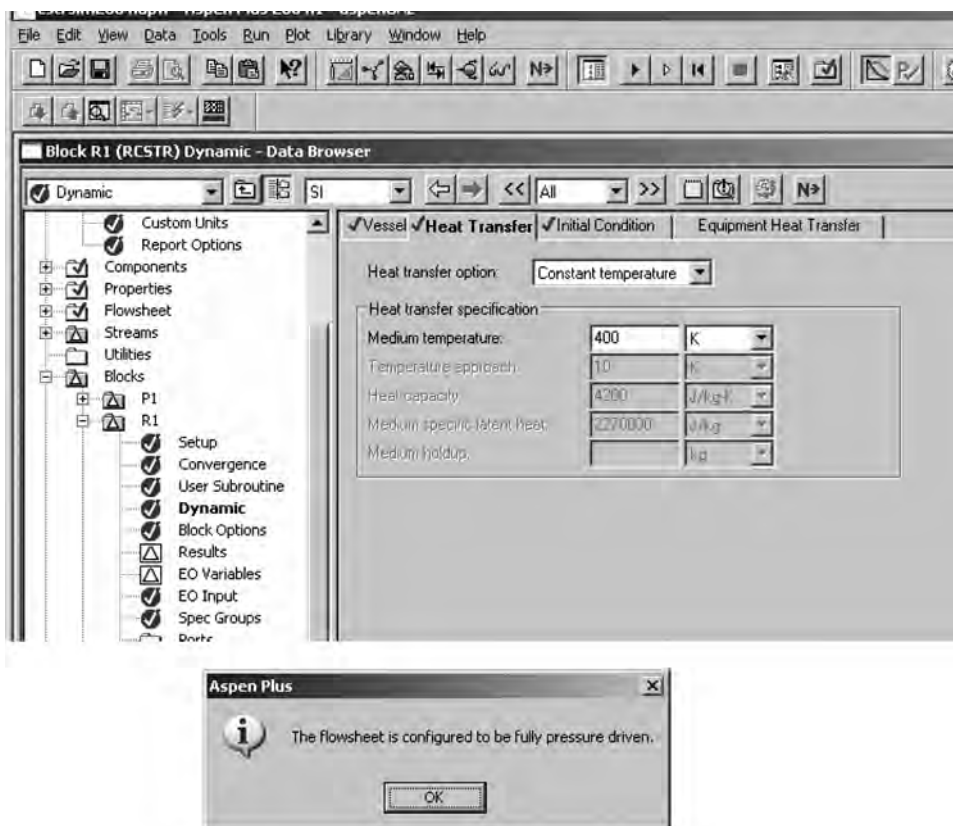 File Edit View Data Tools Run Plot Library Window Help
N>
Block R1 (RCSTR) Dynamic - Data Browser
Dynamic SI << All >> N>
Custom Units
Report Options
Components
Properties
Flowsheet
Streams
Utilities
Blocks
P1
R1
Setup
Convergence
User Subroutine
Dynamic
Block Options
Results
EO Variables
EO Input
Spec Groups
Ports
Vessel Heat Transfer Initial Condition Equipment Heat Transfer
Heat transfer option: Constant temperature
Heat transfer specification
Medium temperature: 400 K
Temperature approach: 10 K
Heat capacity: 4200 J/kg-K
Medium specific latent heat: 2270000 J/kg
Medium holdup: kg
Aspen Plus
The flowsheet is configured to be fully pressure driven.
OK